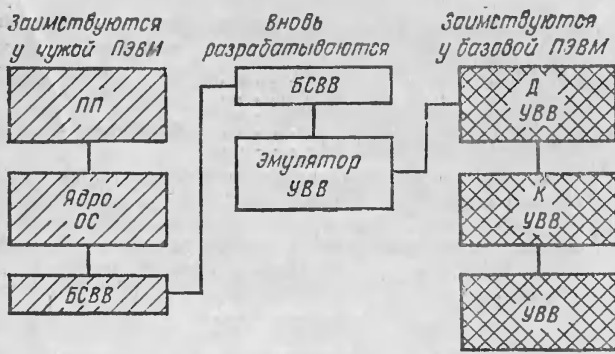 Заимствуются
у чужой ПЭВМ
ПП
Ядро
ОС
БСВВ
Вновь
разрабатываются
БСВВ
Эмулятор
УВВ
Заимствуются
у базовой ПЭВМ
Д
УВВ
К
УВВ
УВВ